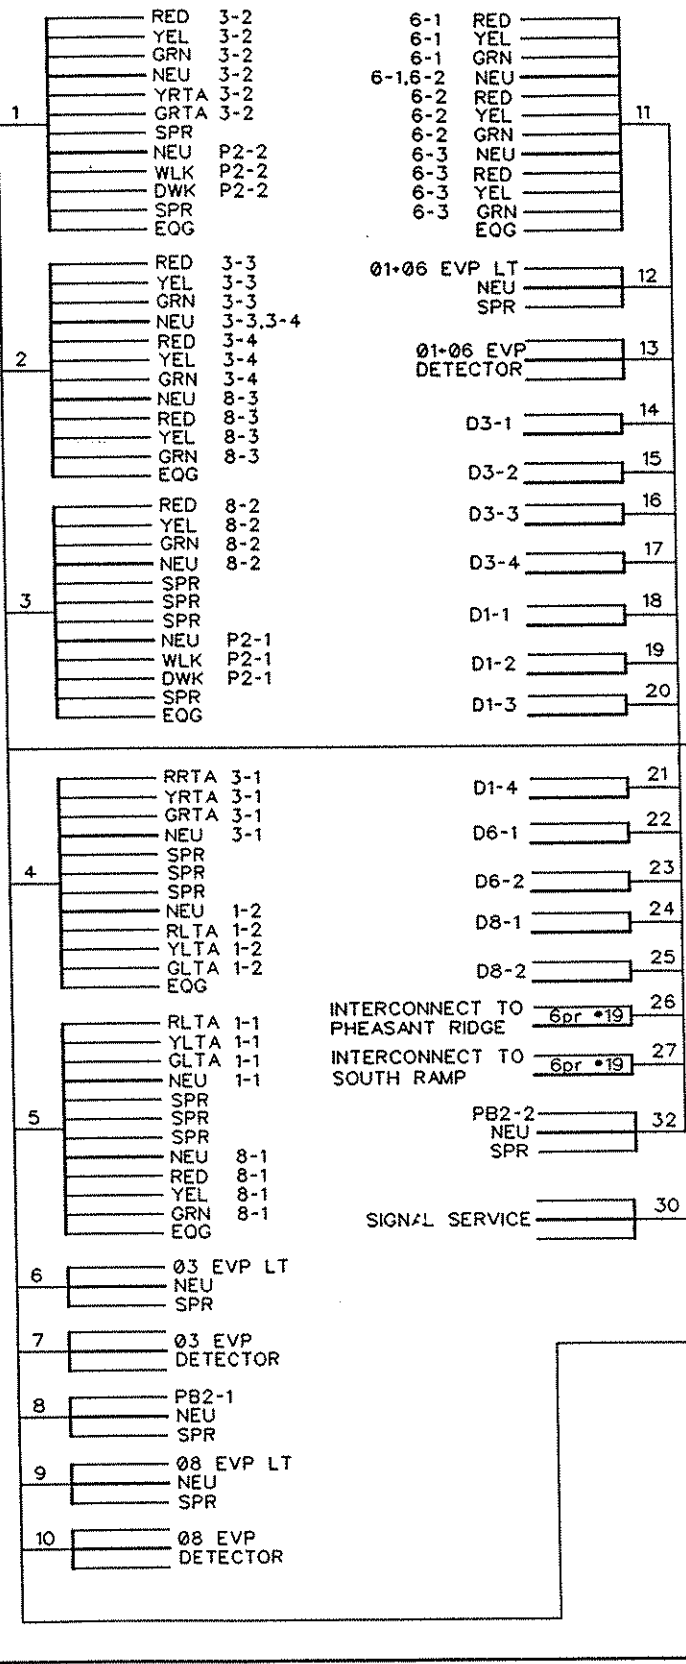 1
RED 3-2
YEL 3-2
GRN 3-2
NEU 3-2
YRTA 3-2
GRTA 3-2
SPR
NEU P2-2
WLK P2-2
DWK P2-2
SPR
EQG
2
RED 3-3
YEL 3-3
GRN 3-3
NEU 3-3,3-4
RED 3-4
YEL 3-4
GRN 3-4
NEU 8-3
RED 8-3
YEL 8-3
GRN 8-3
EQG
3
RED 8-2
YEL 8-2
GRN 8-2
NEU 8-2
SPR
SPR
SPR
NEU P2-1
WLK P2-1
DWK P2-1
SPR
EQG
4
RRTA 3-1
YRTA 3-1
GRTA 3-1
NEU 3-1
SPR
SPR
SPR
NEU 1-2
RLTA 1-2
YLTA 1-2
GLTA 1-2
EQG
5
RLTA 1-1
YLTA 1-1
GLTA 1-1
NEU 1-1
SPR
SPR
SPR
NEU 8-1
RED 8-1
YEL 8-1
GRN 8-1
EQG
6
Ø3 EVP LT
NEU
SPR
7
Ø3 EVP
DETECTOR
8
PB2-1
NEU
SPR
9
Ø8 EVP LT
NEU
SPR
10
Ø8 EVP
DETECTOR
6-1 RED
6-1 YEL
6-1 GRN
6-1,6-2 NEU
6-2 RED
6-2 YEL
6-2 GRN
6-3 NEU
6-3 RED
6-3 YEL
6-3 GRN
EQG
11
Ø1+Ø6 EVP LT
NEU
SPR
12
Ø1+Ø6 EVP
DETECTOR
13
D3-1 14
D3-2 15
D3-3 16
D3-4 17
D1-1 18
D1-2 19
D1-3 20
D1-4 21
D6-1 22
D6-2 23
D8-1 24
D8-2 25
INTERCONNECT TO
PHEASANT RIDGE
6pr •19 26
INTERCONNECT TO
SOUTH RAMP
6pr •19 27
PB2-2
NEU
SPR
32
SIGNAL SERVICE 30